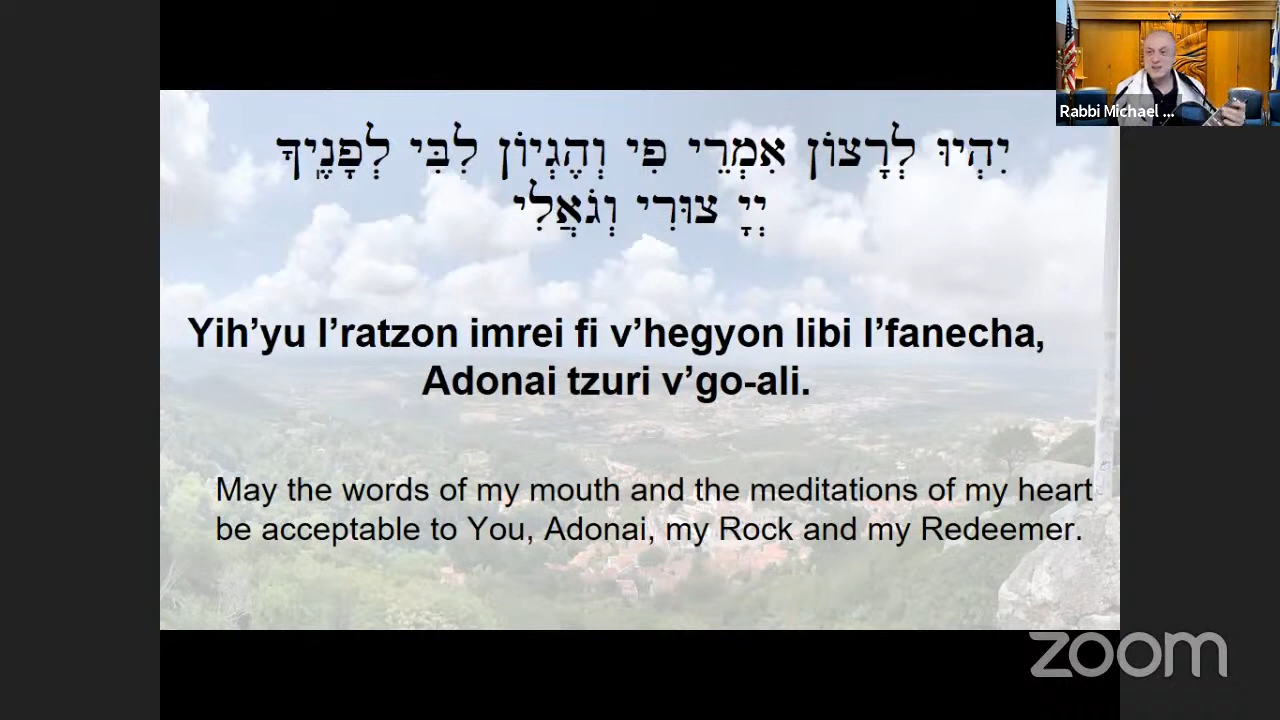 Rabbi Michael ...
יִהְיוּ לְרָצוֹן אִמְרֵי פִי וְהֶגְיוֹן לִבִּי לְפָנֶֽיךָ
יְיָ צוּרִי וְגֹאֲלִי
Yih’yu l’ratzon imrei fi v’hegyon libi l’fanecha,
Adonai tzuri v’go-ali.
May the words of my mouth and the meditations of my heart
be acceptable to You, Adonai, my Rock and my Redeemer.
zoom